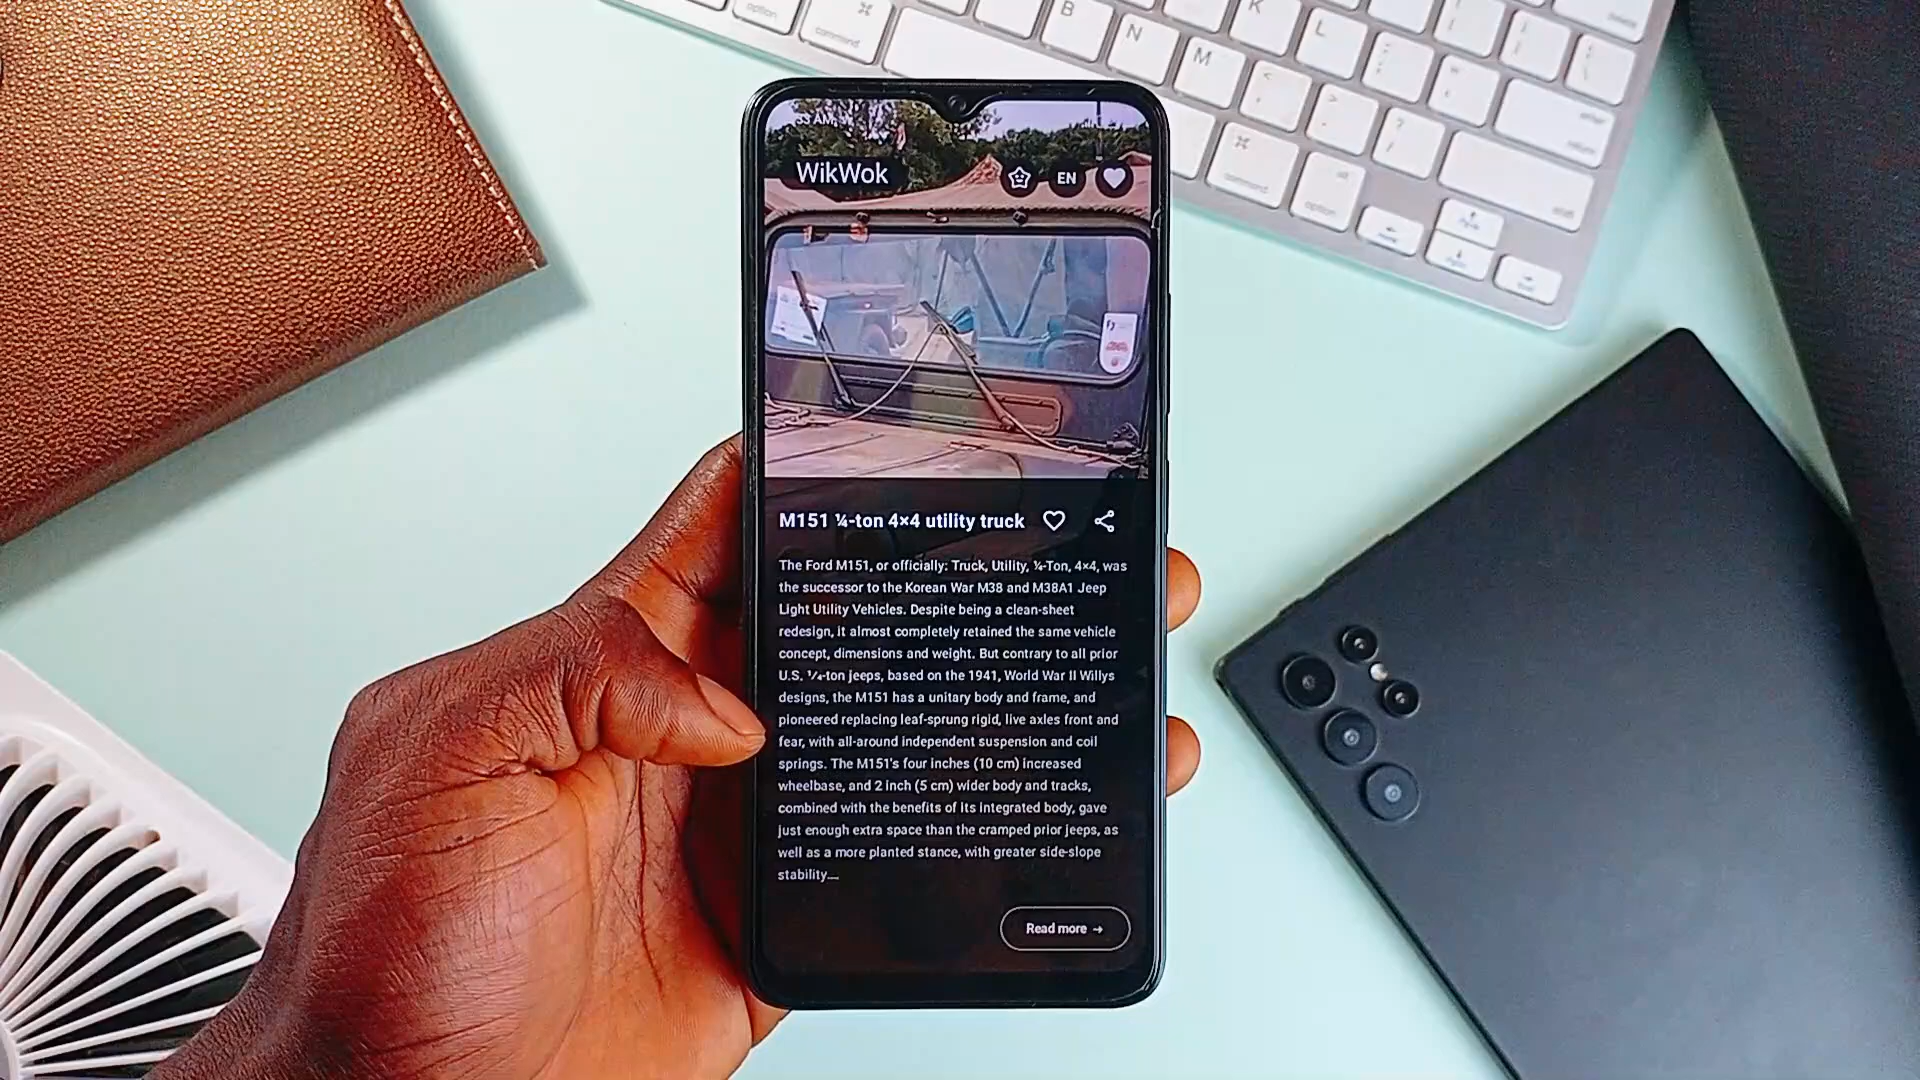 option
command
B
N
M
K
L
command
option
33 AM
WikWok
EN
M151 ¼-ton 4×4 utility truck
The Ford M151, or officially: Truck, Utility, ¼-Ton, 4×4, was
the successor to the Korean War M38 and M38A1 Jeep
Light Utility Vehicles. Despite being a clean-sheet
redesign, it almost completely retained the same vehicle
concept, dimensions and weight. But contrary to all prior
U.S. ¼-ton jeeps, based on the 1941, World War II Willys
designs, the M151 has a unitary body and frame, and
pioneered replacing leaf-sprung rigid, live axles front and
fear, with all-around independent suspension and coil
springs. The M151's four inches (10 cm) increased
wheelbase, and 2 inch (5 cm) wider body and tracks,
combined with the benefits of its integrated body, gave
just enough extra space than the cramped prior jeeps, as
well as a more planted stance, with greater side-slope
stability....
Read more →